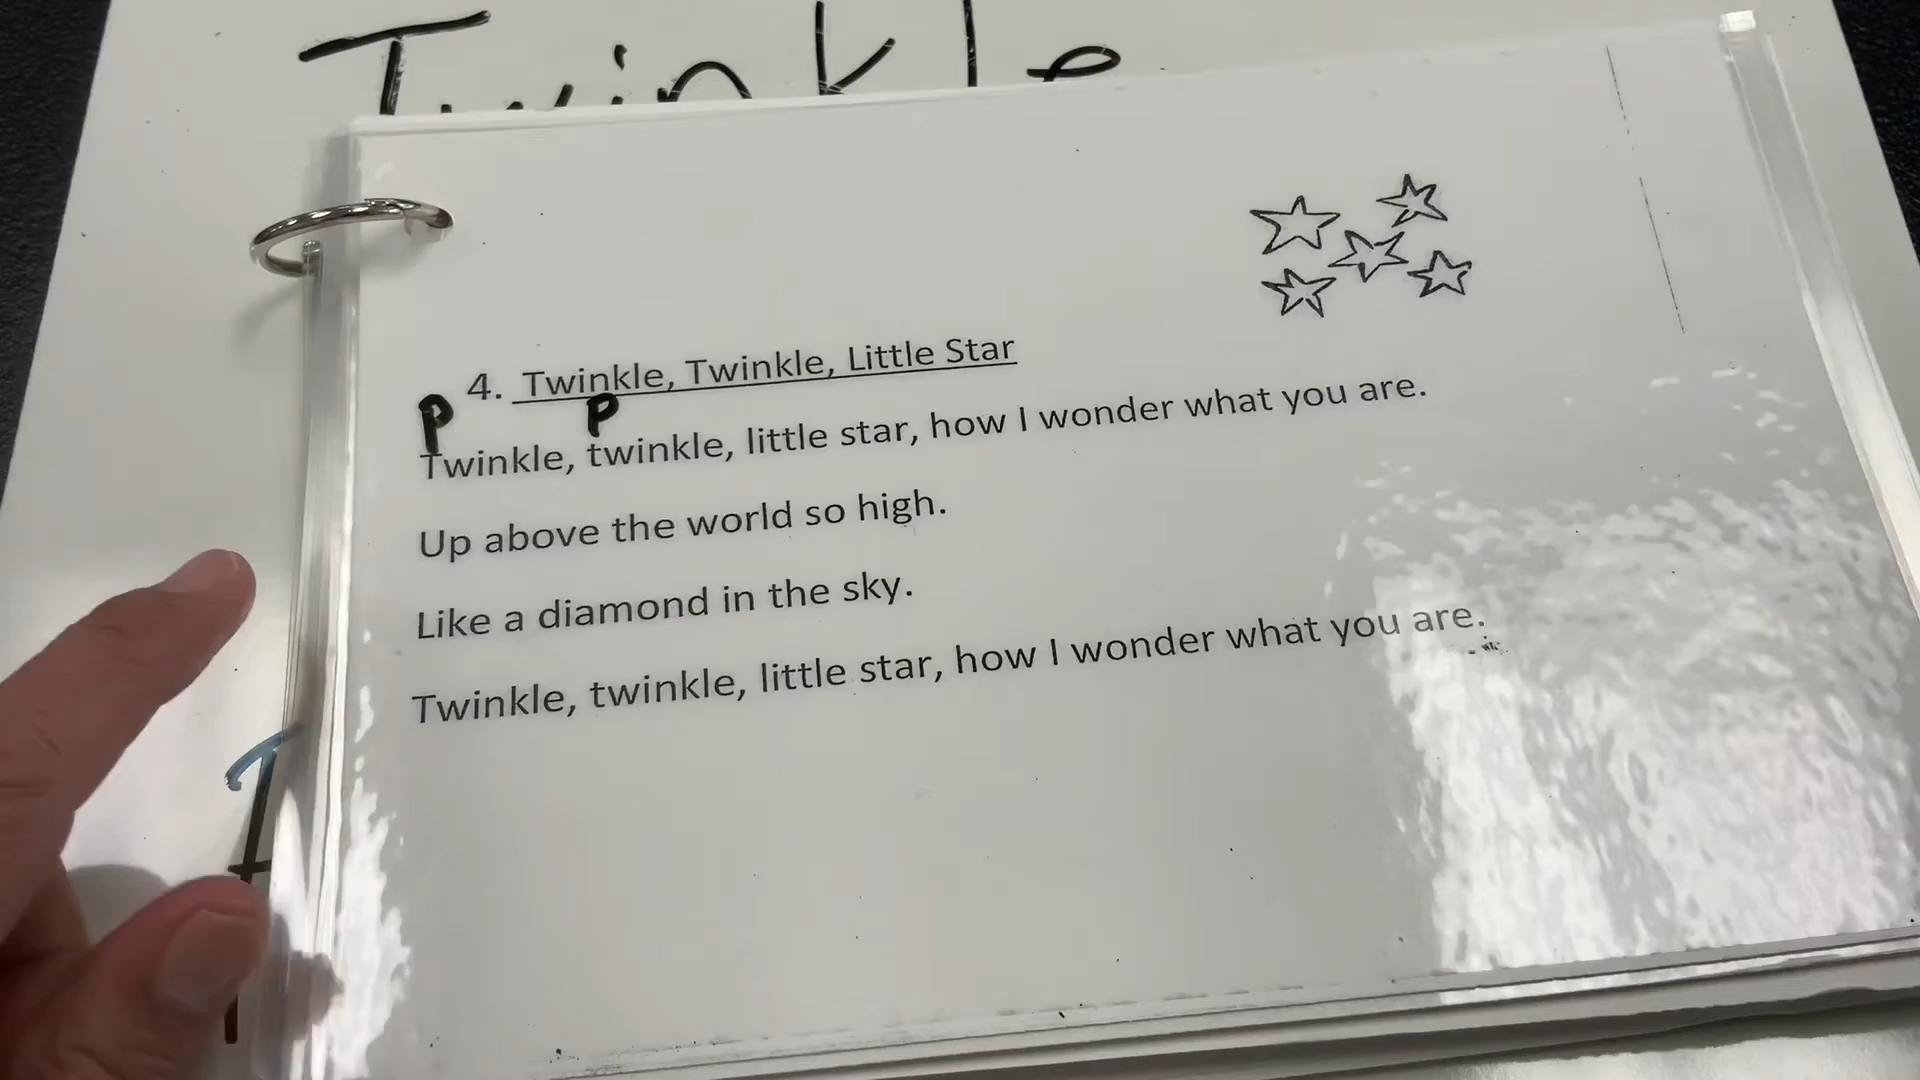 Twinkle
4. Twinkle, Twinkle, Little Star
P P
Twinkle, twinkle, little star, how I wonder what you are.
Up above the world so high.
Like a diamond in the sky.
Twinkle, twinkle, little star, how I wonder what you are.